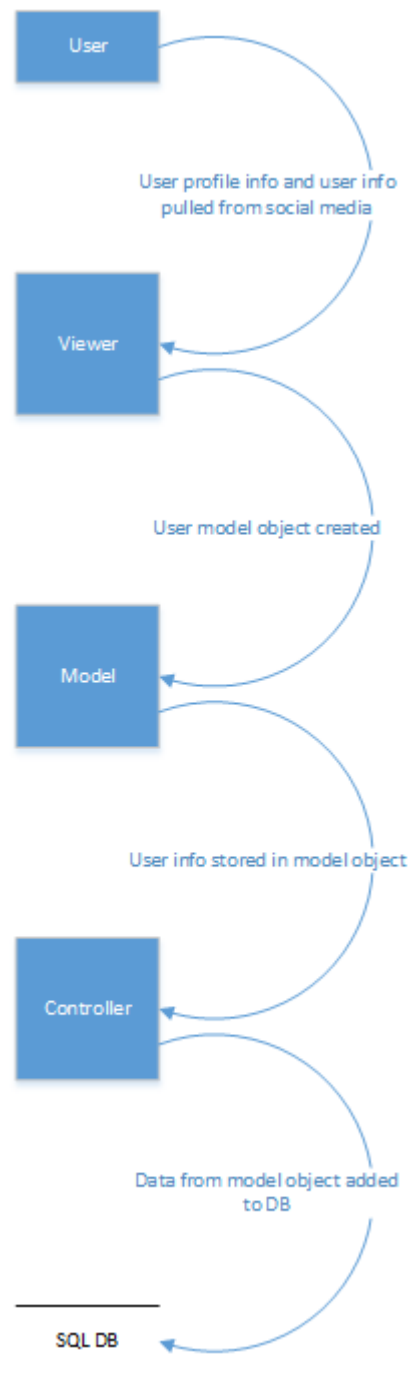 User
User profile info and user info
pulled from social media
Viewer
User model object created
Model
User info stored in model object
Controller
Data from model object added
to DB
SQL DB